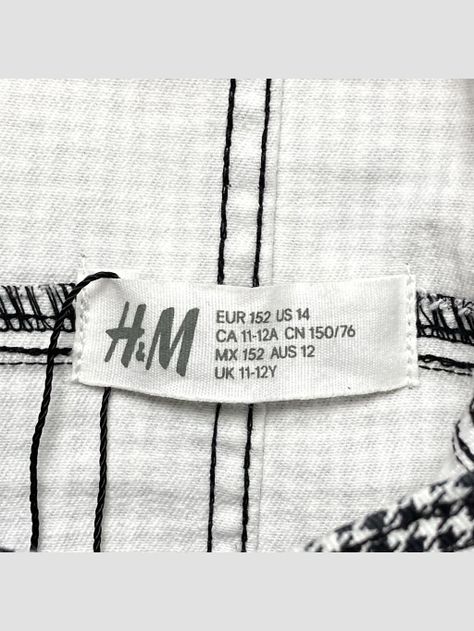 H&M
EUR 152 US 14
CA 11-12A CN 150/76
MX 152 AUS 12
UK 11-12Y